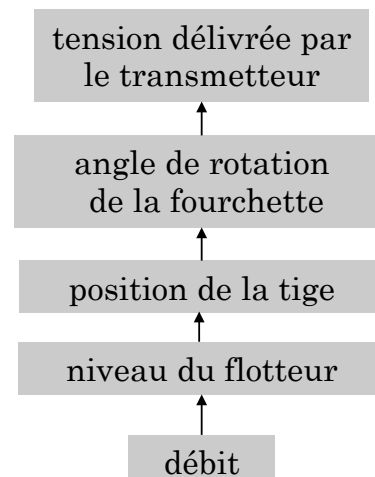 tension délivrée par
le transmetteur
angle de rotation
de la fourchette
position de la tige
niveau du flotteur
débit